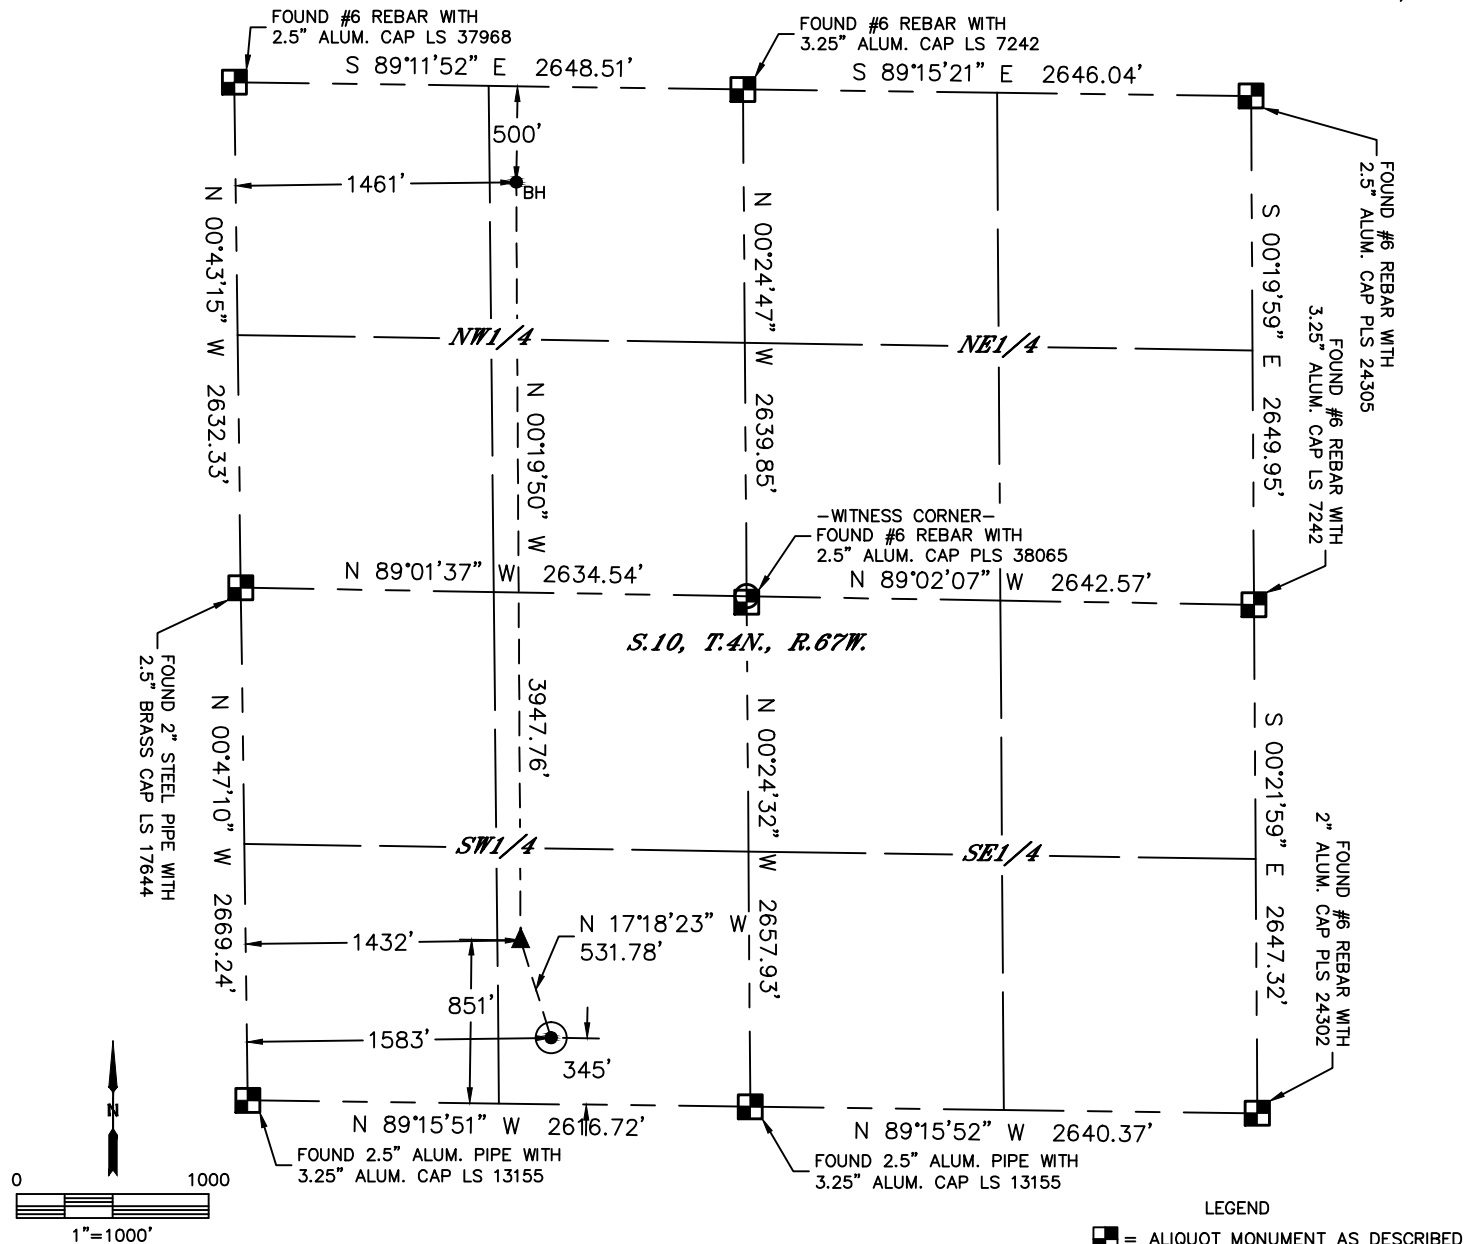 FOUND #6 REBAR WITH
2.5" ALUM. CAP LS 37968
FOUND #6 REBAR WITH
3.25" ALUM. CAP LS 7242
S 89°11'52" E 2648.51'
S 89°15'21" E 2646.04'
500'
1461'
BH
FOUND #6 REBAR WITH
2.5" ALUM. CAP PLS 24305
N 00°43'15" W 2632.33'
N 00°24'47" W 2639.85'
S 00°19'59" E 2649.95'
NW1/4
NE1/4
FOUND #6 REBAR WITH
3.25" ALUM. CAP LS 7242
N 00°19'50" W 3947.76'
-WITNESS CORNER-
FOUND #6 REBAR WITH
2.5" ALUM. CAP PLS 38065
N 89°01'37" W 2634.54'
N 89°02'07" W 2642.57'
S.10, T.4N., R.67W.
FOUND 2" STEEL PIPE WITH
2.5" BRASS CAP LS 17644
N 00°47'10" W 2669.24'
N 00°24'32" W 2657.93'
S 00°21'59" E 2647.32'
SW1/4
SE1/4
FOUND #6 REBAR WITH
2" ALUM. CAP PLS 24302
N 17°18'23" W
531.78'
1432'
851'
1583'
345'
N
N 89°15'51" W 2616.72'
N 89°15'52" W 2640.37'
FOUND 2.5" ALUM. PIPE WITH
3.25" ALUM. CAP LS 13155
FOUND 2.5" ALUM. PIPE WITH
3.25" ALUM. CAP LS 13155
0 1000
1"=1000'
LEGEND
= ALIQUOT MONUMENT AS DESCRIBED